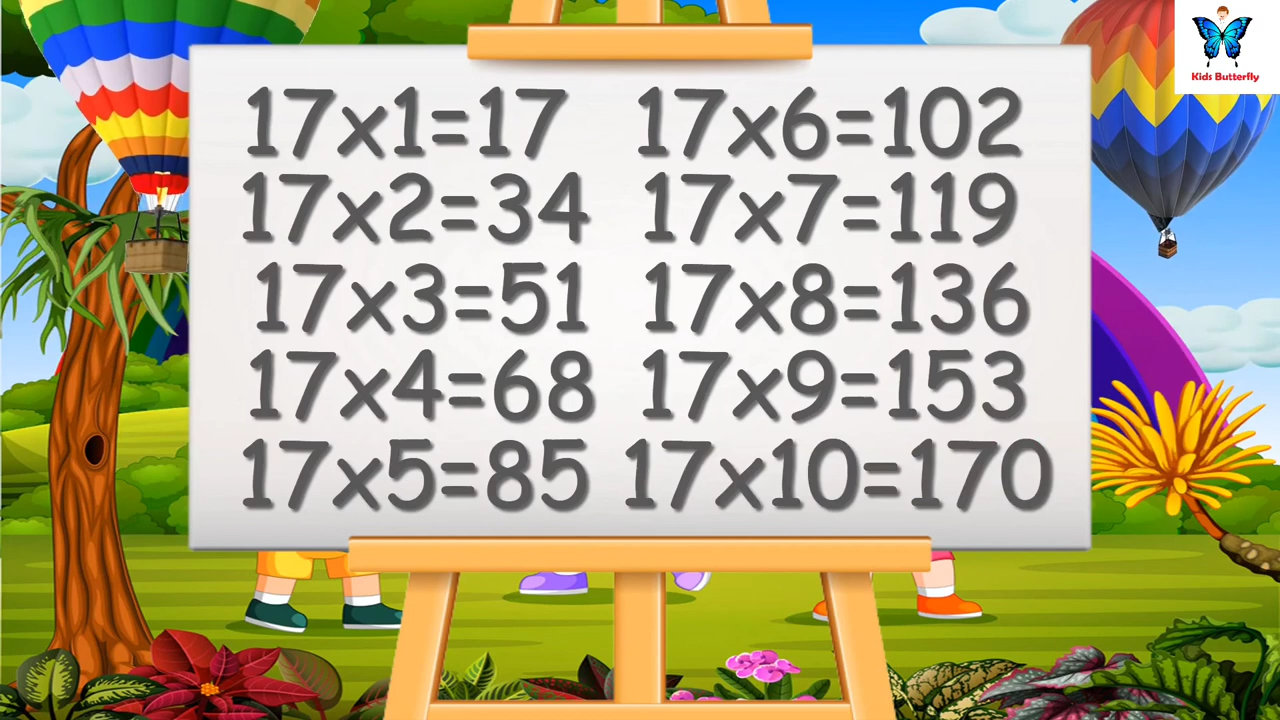 17x1=17
17x2=34
17x3=51
17x4=68
17x5=85
17x6=102
17x7=119
17x8=136
17x9=153
17x10=170
Kids Butterfly